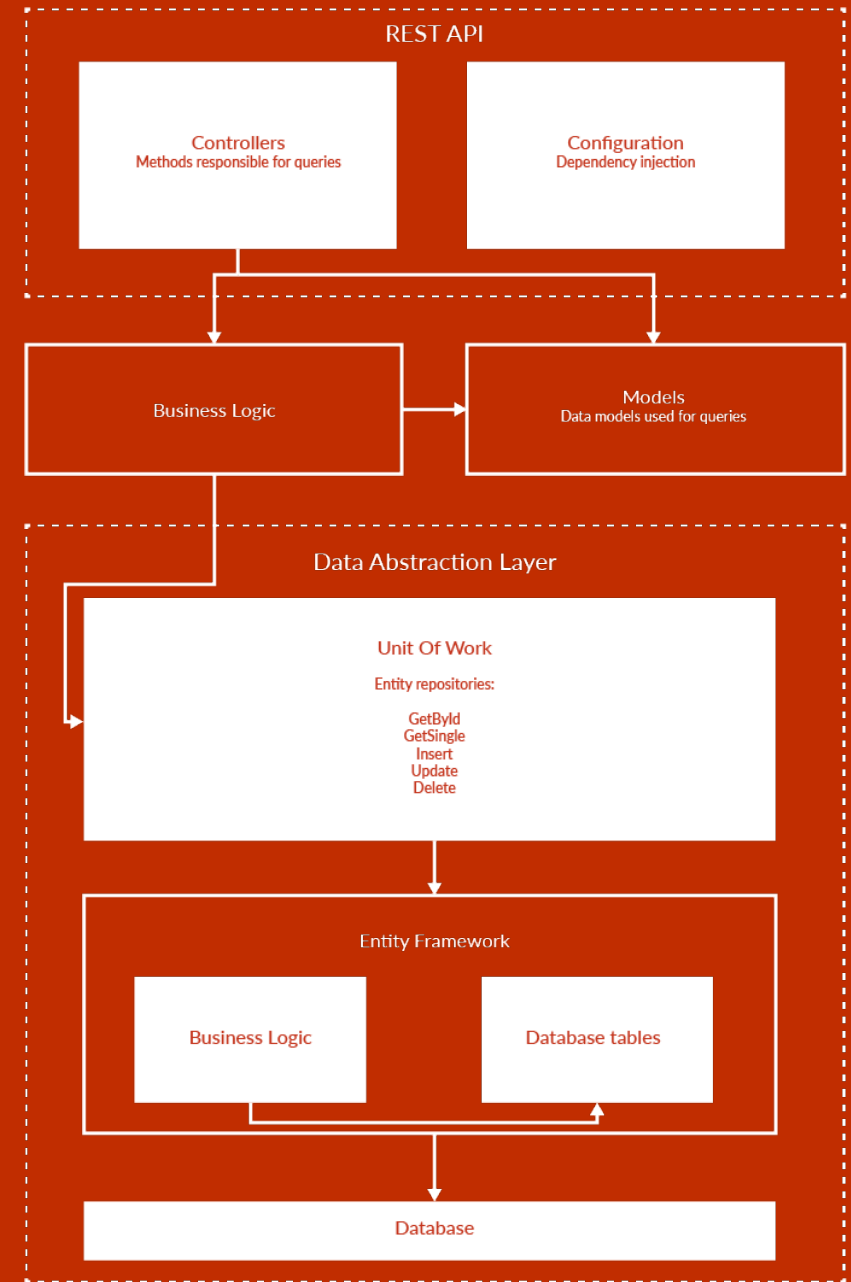 REST API
Controllers
Methods responsible for queries
Configuration
Dependency injection
Business Logic
Models
Data models used for queries
Data Abstraction Layer
Unit Of Work
Entity repositories:
GetById
GetSingle
Insert
Update
Delete
Entity Framework
Business Logic
Database tables
Database